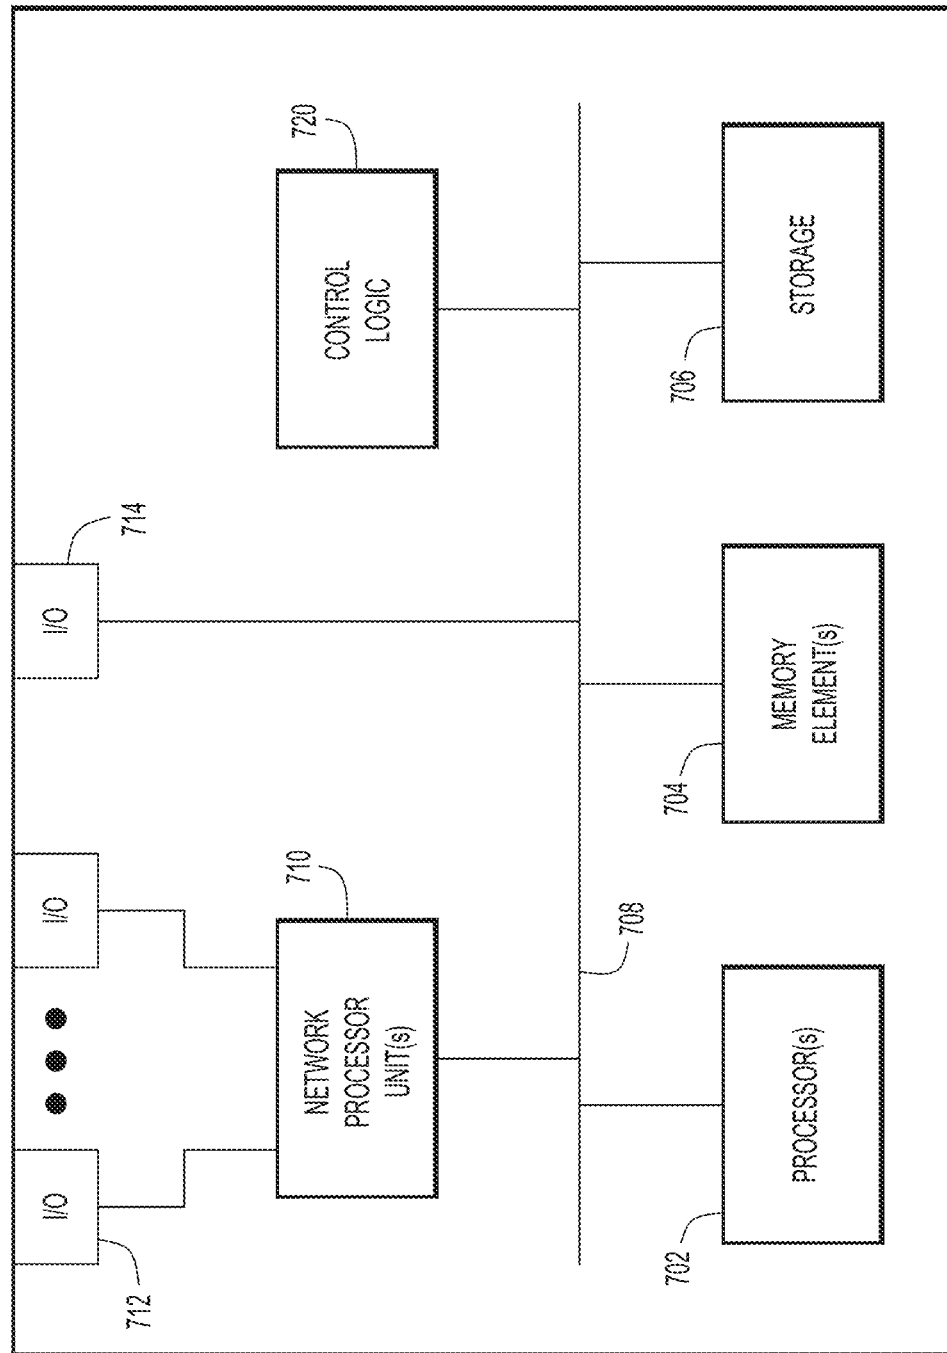 I/O
I/O
I/O
712
714
NETWORK
PROCESSOR
UNIT(s)
710
CONTROL
LOGIC
720
708
PROCESSOR(s)
702
MEMORY
ELEMENT(s)
704
STORAGE
706